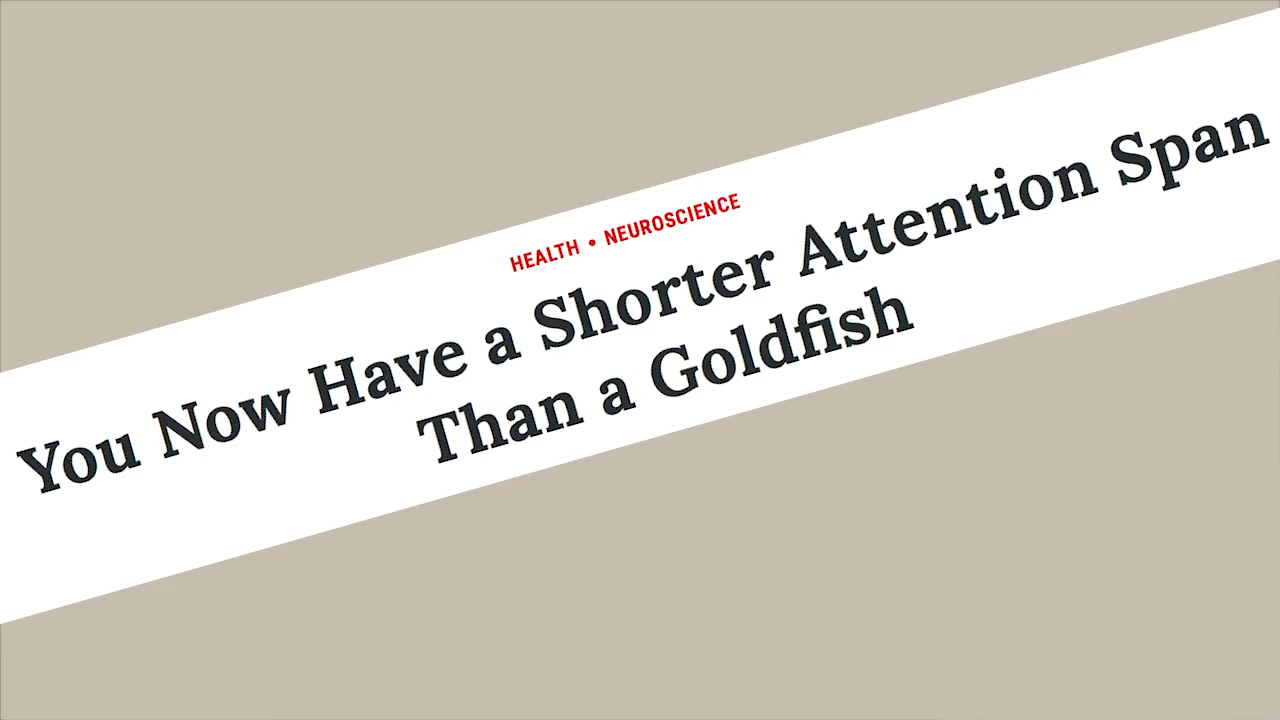 HEALTH • NEUROSCIENCE
You Now Have a Shorter Attention Span
Than a Goldfish